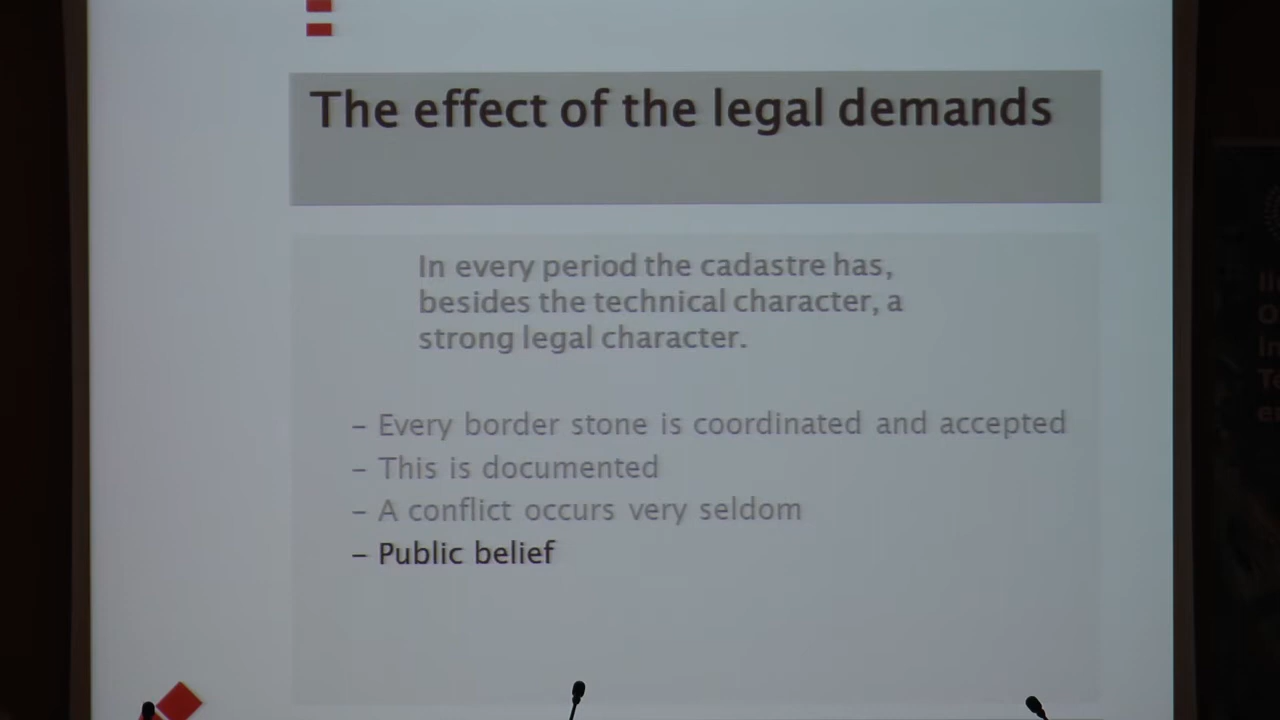 The effect of the legal demands
In every period the cadastre has,
besides the technical character, a
strong legal character.
– Every border stone is coordinated and accepted
– This is documented
– A conflict occurs very seldom
– Public belief